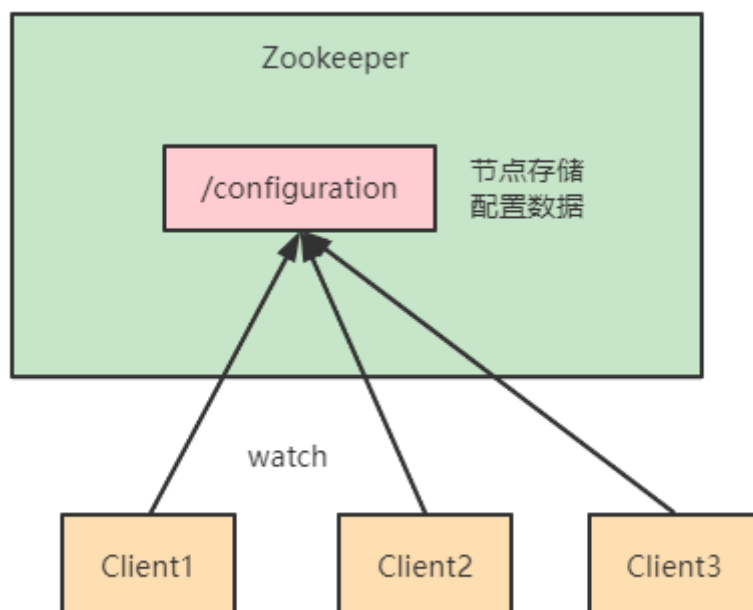 Zookeeper
/configuration
节点存储
配置数据
watch
Client1
Client2
Client3